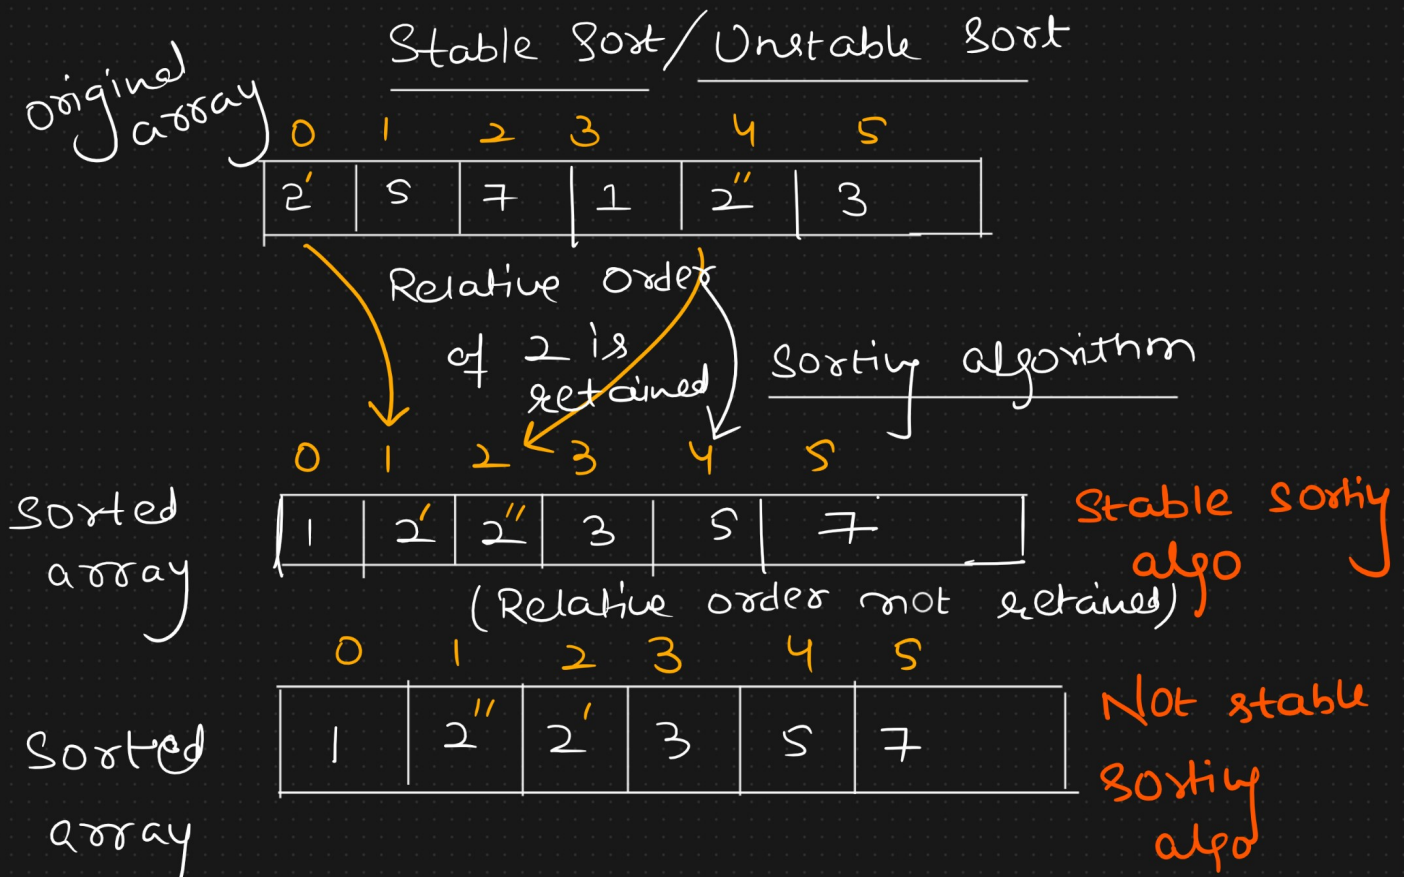 Stable Sort/Unstable Sort
original
array
0 1 2 3 4 5
2' 5 7 1 2'' 3
Relative order
of 2 is
retained
Sorting algorithm
0 1 2 3 4 5
Sorted
array
1 2' 2'' 3 5 7
Stable Sorting
algo
(Relative order not retained)
0 1 2 3 4 5
Sorted
array
1 2'' 2' 3 5 7
Not stable
Sorting
algo